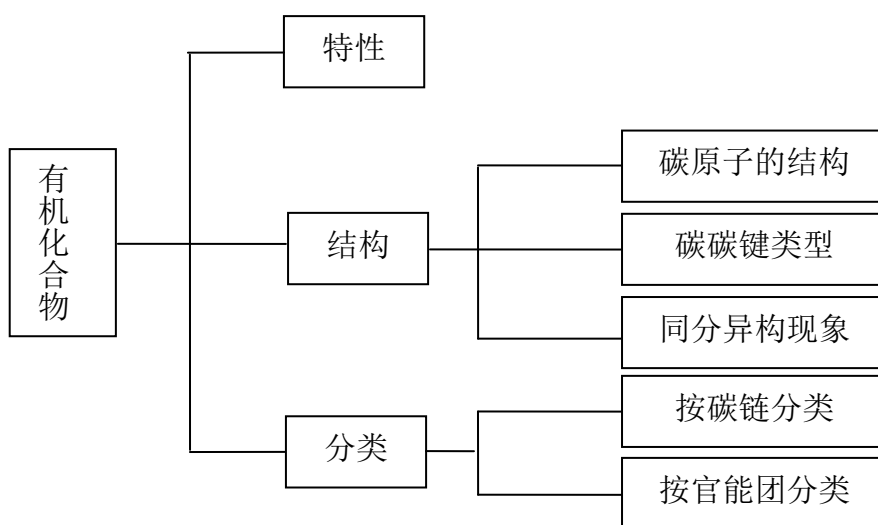 特性
有机化合物
结构
碳原子的结构
碳碳键类型
同分异构现象
分类
按碳链分类
按官能团分类